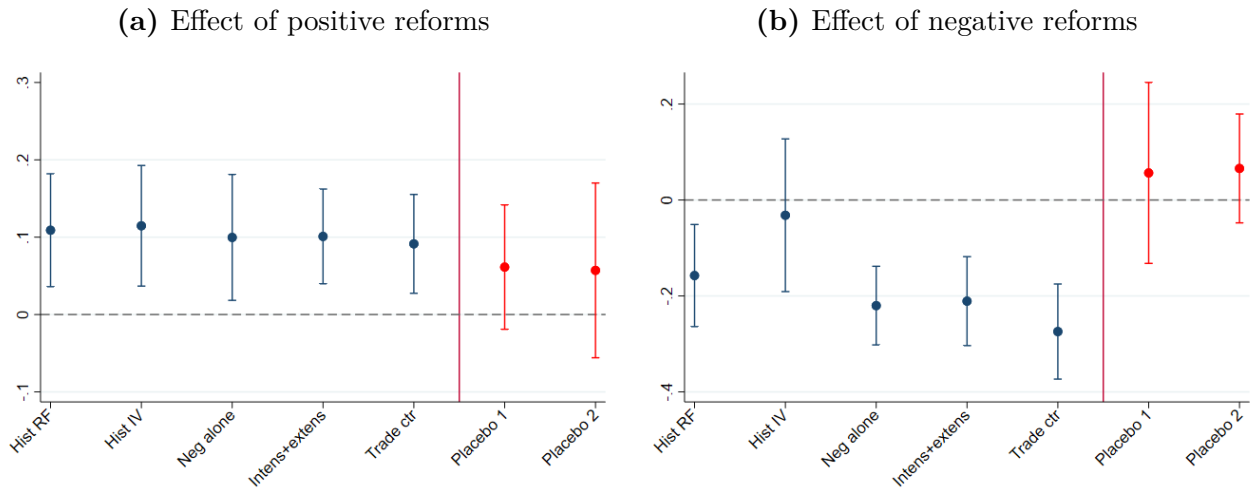 (a) Effect of positive reforms
.3
.2
.1
0
-.1
Hist RF
Hist IV
Neg alone
Intens+extens
Trade ctr
Placebo 1
Placebo 2
(b) Effect of negative reforms
.2
0
-.2
-.4
Hist RF
Hist IV
Neg alone
Intens+extens
Trade ctr
Placebo 1
Placebo 2